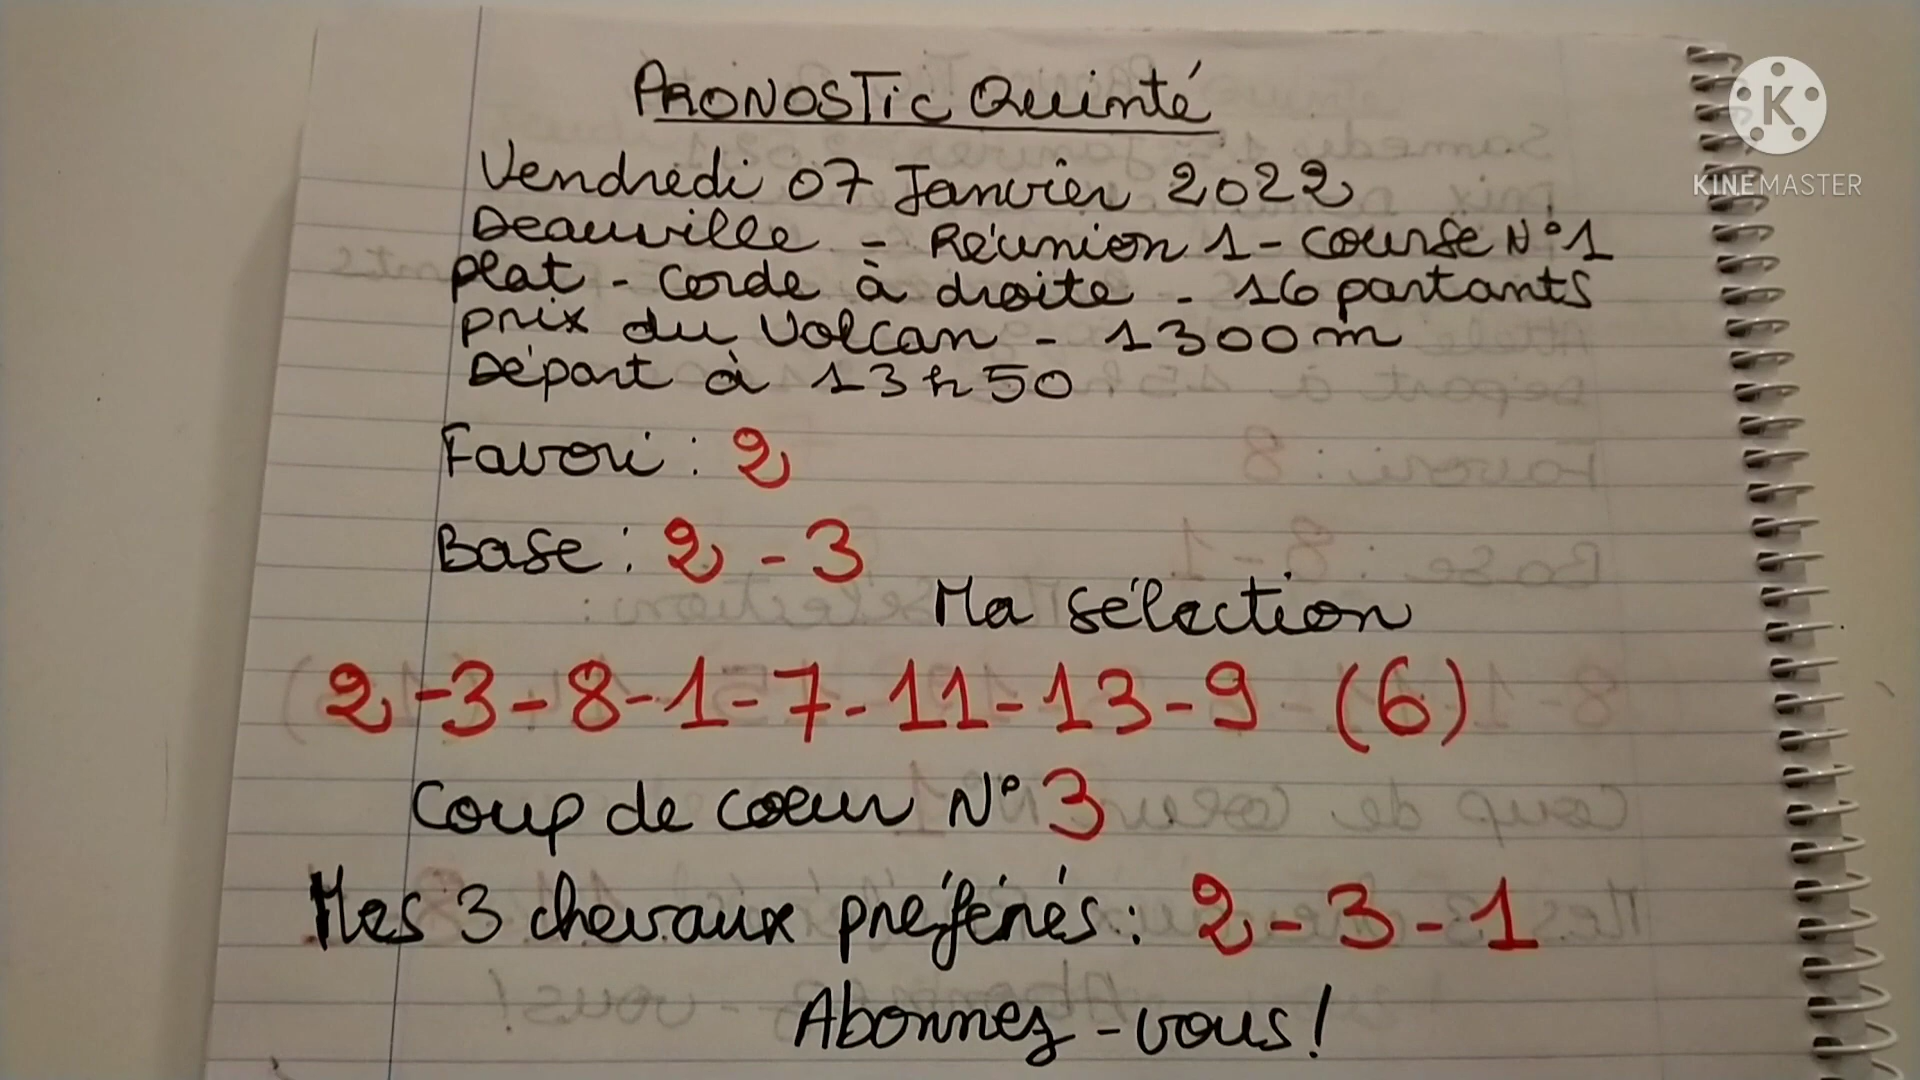 PRONOSTIC Quinté
Vendredi 07 Janvier 2022
Deauville - Réunion 1 - course N°1
plat - corde à droite - 16 partants
prix du Volcan - 1300m
Départ à 13h50
Favori : 2
Base : 2 - 3
Ma sélection
2 - 3 - 8 - 1 - 7 - 11 - 13 - 9 (6)
Coup de coeur N° 3
Mes 3 chevaux préférés : 2 - 3 - 1
Abonnez-vous !
K
KINEMASTER